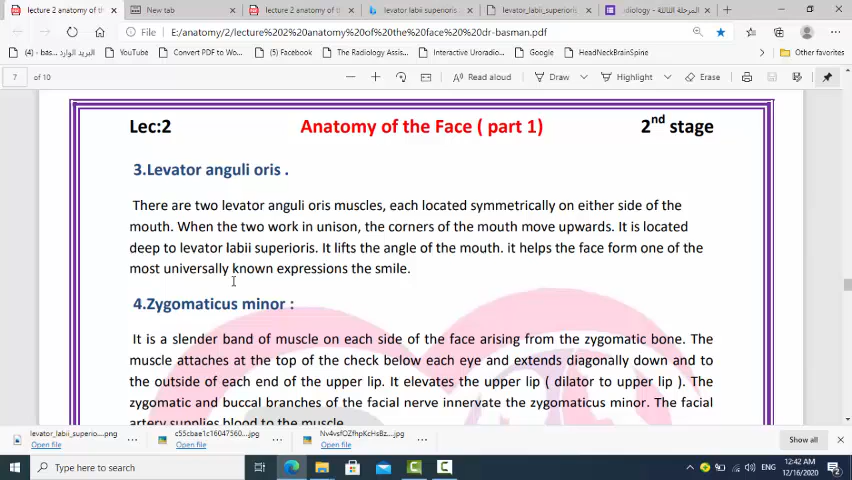 lecture 2 anatomy of th
New tab
lecture 2 anatomy of th
levator labii superioris
levator_labii_superioris
المرحلة الثالثة - Radiology
File
E:/anatomy/2/lecture%202%20anatomy%20of%20the%20face%20%20dr-basman.pdf
YouTube
Convert PDF to Wor...
(5) Facebook
The Radiology Assis...
Interactive Uroradio...
Google
HeadNeckBrainSpine
Other favorites
7 of 10
Read aloud
Draw
Highlight
Erase
Lec:2 Anatomy of the Face ( part 1) 2nd stage
3.Levator anguli oris .
There are two levator anguli oris muscles, each located symmetrically on either side of the
mouth. When the two work in unison, the corners of the mouth move upwards. It is located
deep to levator labii superioris. It lifts the angle of the mouth. it helps the face form one of the
most universally known expressions the smile.
4.Zygomaticus minor :
It is a slender band of muscle on each side of the face arising from the zygomatic bone. The
muscle attaches at the top of the check below each eye and extends diagonally down and to
the outside of each end of the upper lip. It elevates the upper lip ( dilator to upper lip ). The
zygomatic and buccal branches of the facial nerve innervate the zygomaticus minor. The facial
artery supplies blood to the muscle.
levator_labii_superio....png
Open file
c55cbae1c16047560...jpg
Open file
Nv4vsfOZfhpKcHsBz...jpg
Open file
Show all
Type here to search
ENG
12:42 AM
12/16/2020